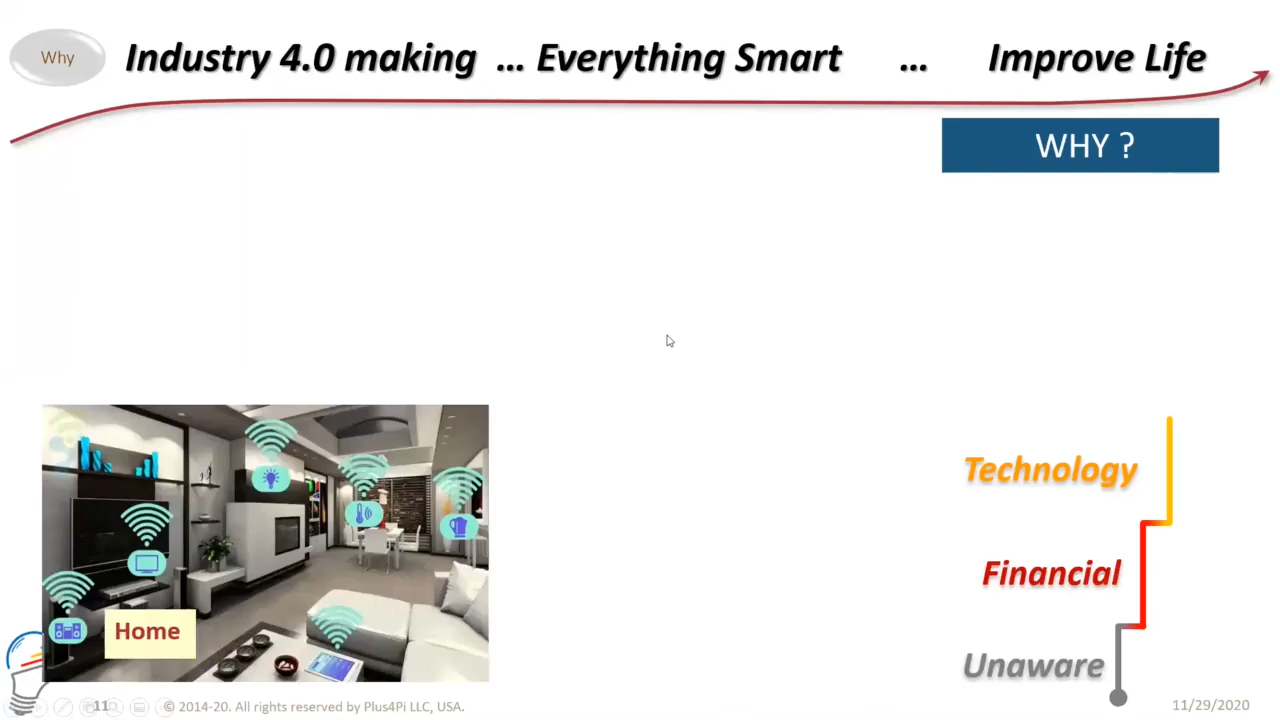 Why
Industry 4.0 making ... Everything Smart ... Improve Life
WHY ?
Technology
Financial
Unaware
Home
11
© 2014-20. All rights reserved by Plus4Pi LLC, USA.
11/29/2020